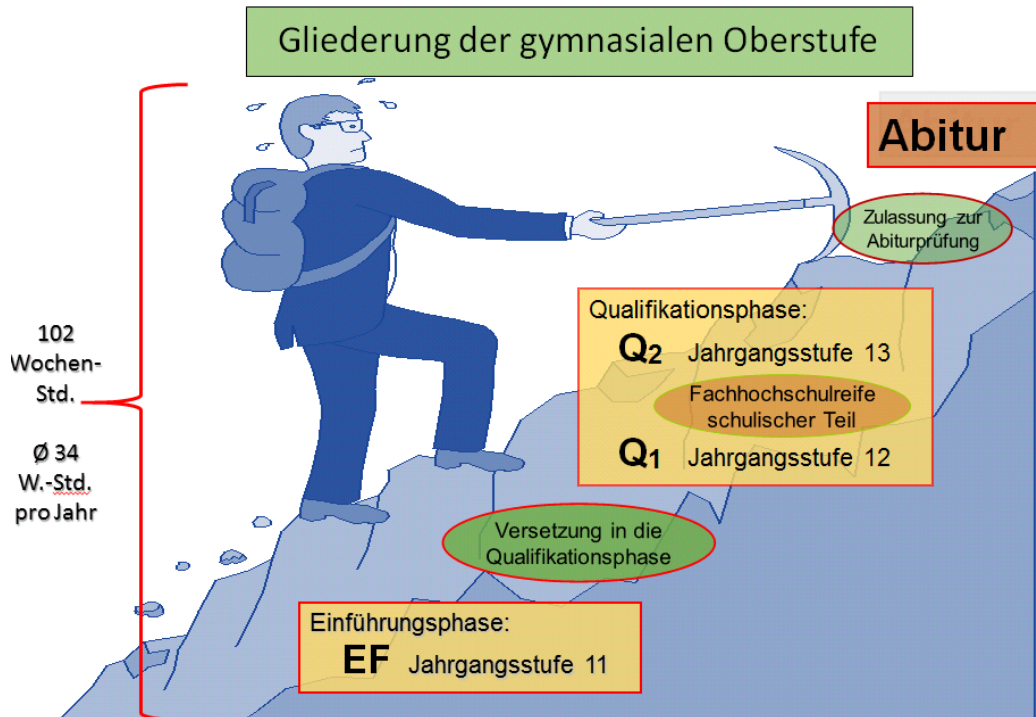 Gliederung der gymnasialen Oberstufe
Abitur
Zulassung zur
Abiturprüfung
Qualifikationsphase:
Q2 Jahrgangsstufe 13
Fachhochschulreife
schulischer Teil
Q1 Jahrgangsstufe 12
102
Wochen-
Std.
Ø 34
W.-Std.
pro Jahr
Versetzung in die
Qualifikationsphase
Einführungsphase:
EF Jahrgangsstufe 11